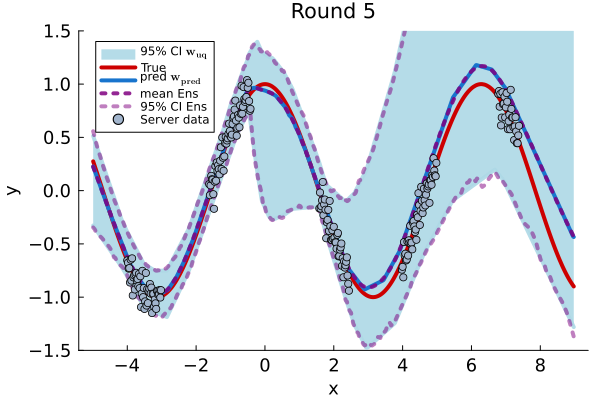 Round 5
95% CI w_uq
True
pred w_pred
mean Ens
95% CI Ens
Server data
1.5
1.0
0.5
0.0
−0.5
−1.0
−1.5
y
−4 −2 0 2 4 6 8
x